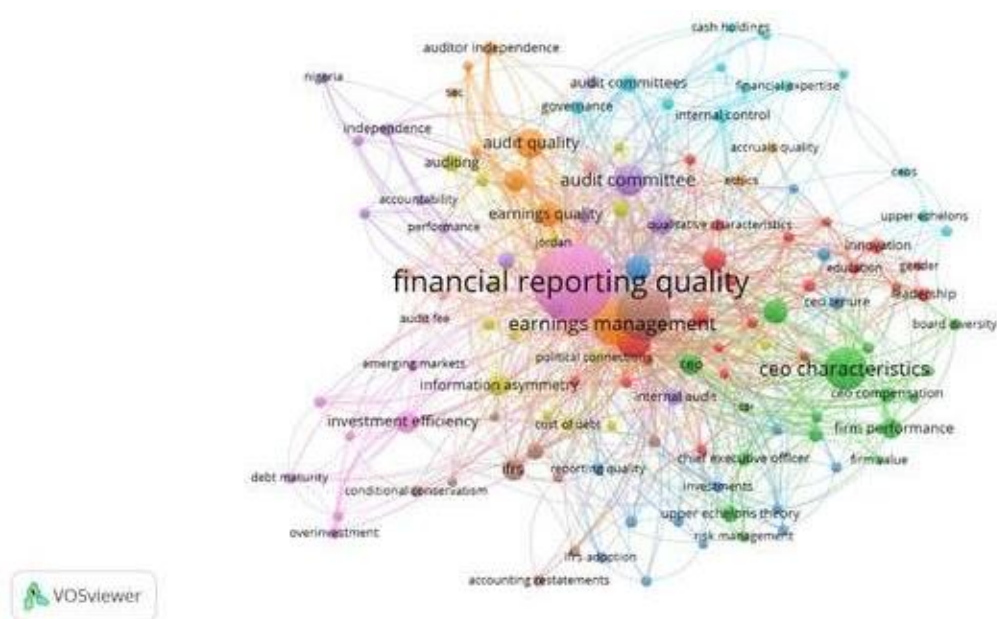 cash holdings
auditor independence
nigeria
audit committees
financial expertise
sec
governance
internal control
independence
audit quality
accruals quality
auditing
audit committee
ethics
ceos
accountability
earnings quality
upper echelons
performance
qualitative characteristics
jordan
innovation
education
gender
financial reporting quality
ceo tenure
leadership
audit fee
earnings management
board diversity
political connections
emerging markets
ceo
ceo characteristics
information asymmetry
internal audit
ceo compensation
investment efficiency
cost of debt
firm performance
chief executive officer
firm value
ifrs
reporting quality
debt maturity
conditional conservatism
investments
upper echelons theory
overinvestment
risk management
ifrs adoption
accounting restatements
VOSviewer